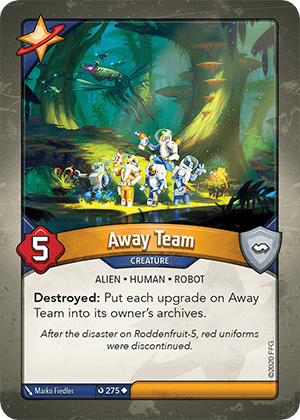 Away Team
5
CREATURE
ALIEN • HUMAN • ROBOT
Destroyed: Put each upgrade on Away
Team into its owner's archives.
After the disaster on Roddenfruit-5, red uniforms
were discontinued.
©2020 FFG
Marko Fiedler
275